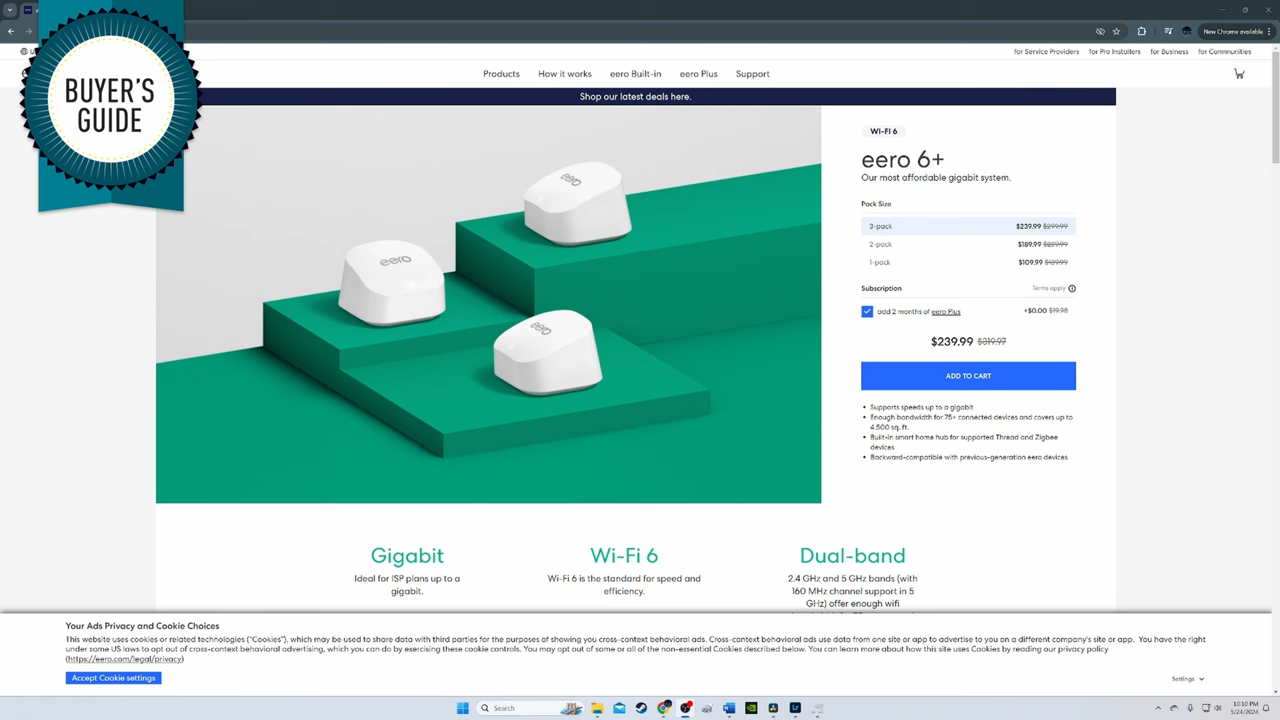 New Chrome available
for Service Providers
for Pro Installers
for Business
for Communities
BUYER'S
GUIDE
Products
How it works
eero Built-in
eero Plus
Support
Shop our latest deals here.
WI-FI 6
eero 6+
Our most affordable gigabit system.
Pack Size
3-pack $239.99 $299.99
2-pack $189.99 $239.99
1-pack $109.99 $139.99
Subscription Terms apply
add 2 months of eero Plus +$0.00 $19.98
$239.99 $319.97
ADD TO CART
• Supports speeds up to a gigabit
• Enough bandwidth for 75+ connected devices and covers up to
4,500 sq. ft.
• Built-in smart home hub for supported Thread and Zigbee
devices
• Backward-compatible with previous-generation eero devices
eero
eero
eero
Gigabit
Ideal for ISP plans up to a
gigabit.
Wi-Fi 6
Wi-Fi 6 is the standard for speed and
efficiency.
Dual-band
2.4 GHz and 5 GHz bands (with
160 MHz channel support in 5
GHz) offer enough wifi
Your Ads Privacy and Cookie Choices
This website uses cookies or related technologies ("Cookies"), which may be used to share data with third parties for the purposes of showing you cross-context behavioral ads. Cross-context behavioral ads use data from one site or app to advertise to you on a different company's site or app. You have the right
under some US laws to opt out of cross-context behavioral advertising, which you can do by exercising these cookie controls. You may opt out of some or all of the non-essential Cookies described below. You can learn more about how this site uses Cookies by reading our privacy policy
(https://eero.com/legal/privacy)
Accept Cookie settings
Settings
Search
10:10 PM
5/24/2024